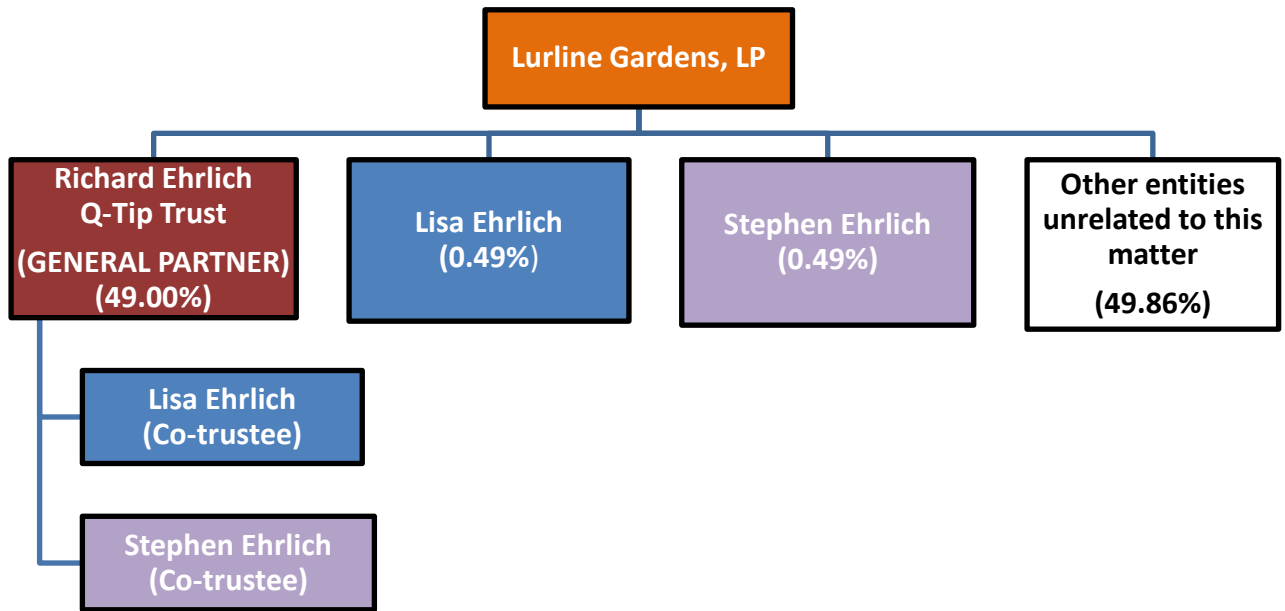 Lurline Gardens, LP
Richard Ehrlich
Q-Tip Trust
(GENERAL PARTNER)
(49.00%)
Lisa Ehrlich
(0.49%)
Stephen Ehrlich
(0.49%)
Other entities
unrelated to this
matter
(49.86%)
Lisa Ehrlich
(Co-trustee)
Stephen Ehrlich
(Co-trustee)